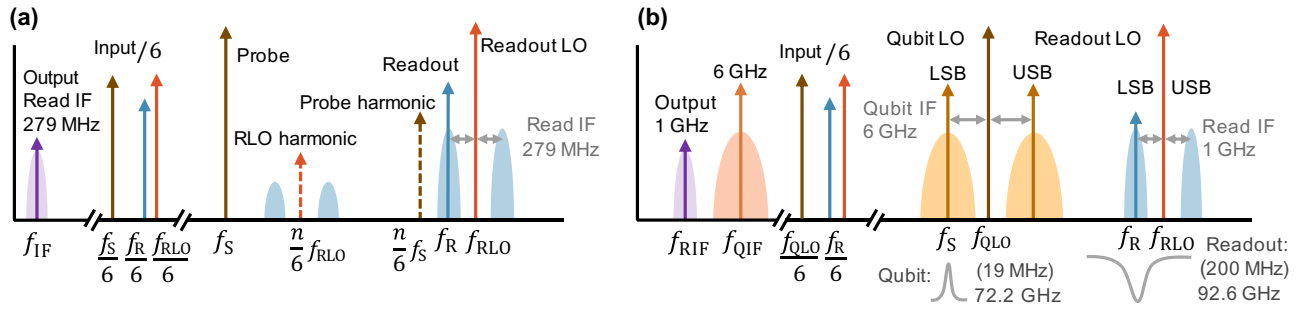 (a)
Input/6
Output
Read IF
279 MHz
Probe
Readout LO
Readout
Probe harmonic
RLO harmonic
Read IF
279 MHz
f_IF
f_S/6
f_R/6
f_RLO/6
f_S
n/6 f_RLO
n/6 f_S
f_R
f_RLO
(b)
Input/6
Qubit LO
Readout LO
6 GHz
LSB
USB
LSB
USB
Output
1 GHz
Qubit IF
6 GHz
Read IF
1 GHz
f_RIF
f_QIF
f_QLO/6
f_R/6
f_S
f_QLO
f_R
f_RLO
Qubit:
(19 MHz)
72.2 GHz
Readout:
(200 MHz)
92.6 GHz